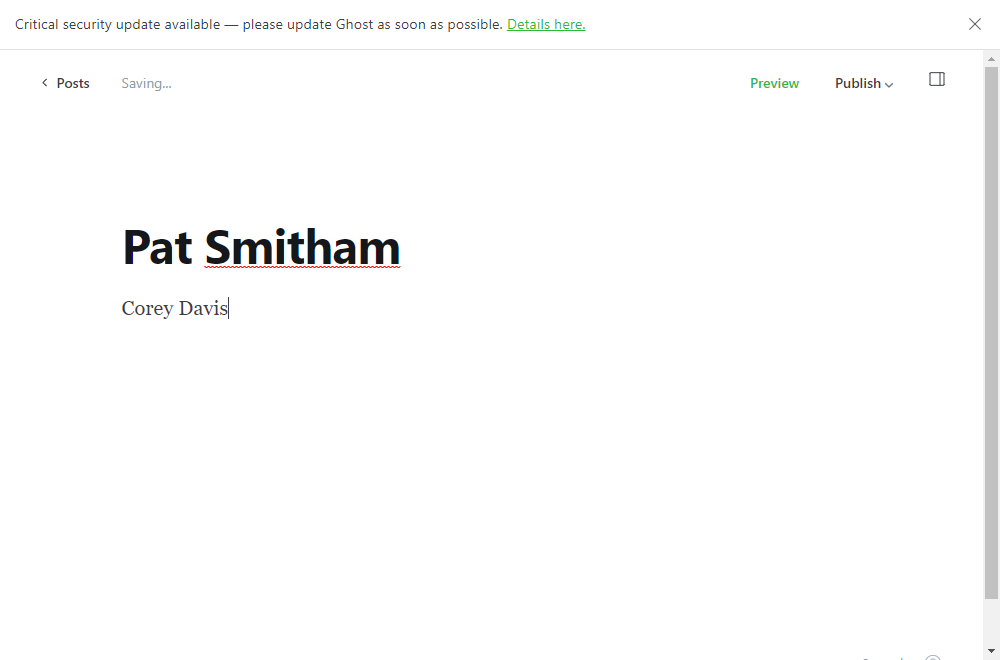 Critical security update available — please update Ghost as soon as possible. Details here.
Posts Saving... Preview Publish
Pat Smitham
Corey Davis